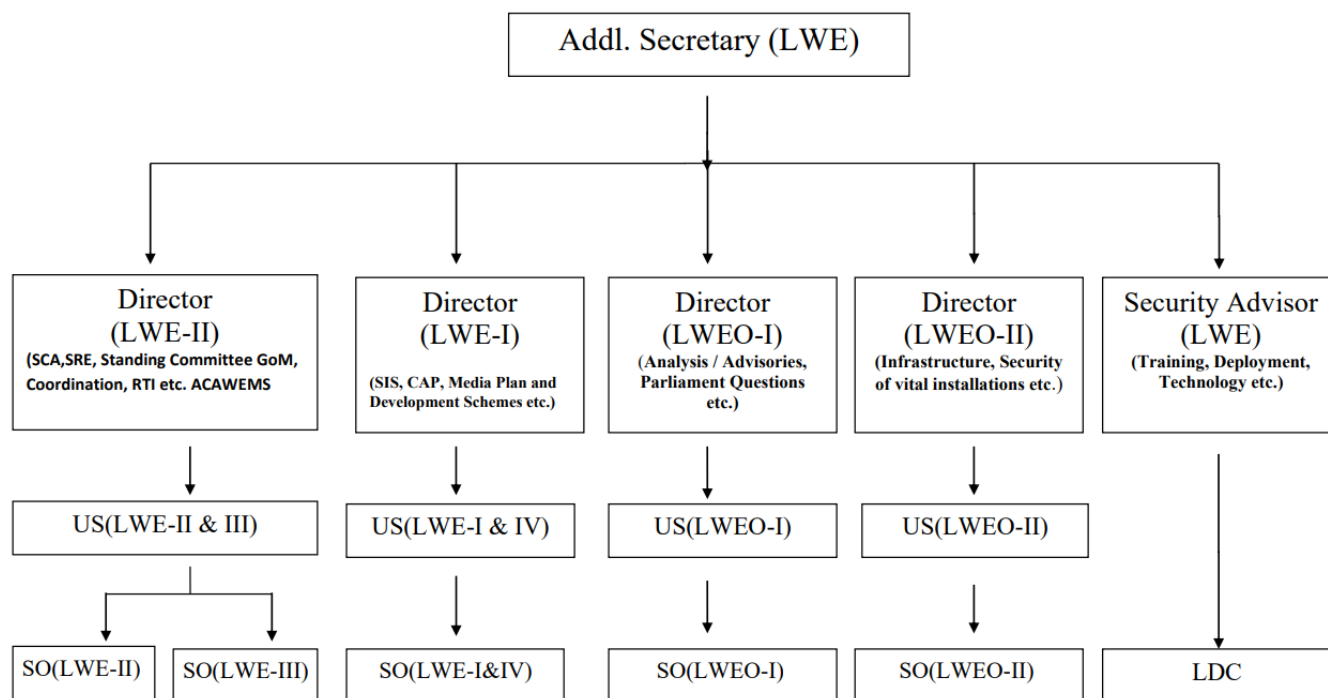 Addl. Secretary (LWE)
Director
(LWE-II)
(SCA,SRE, Standing Committee GoM,
Coordination, RTI etc. ACAWEMS
Director
(LWE-I)
(SIS, CAP, Media Plan and
Development Schemes etc.)
Director
(LWEO-I)
(Analysis / Advisories,
Parliament Questions
etc.)
Director
(LWEO-II)
(Infrastructure, Security
of vital installations etc.)
Security Advisor
(LWE)
(Training, Deployment,
Technology etc.)
US(LWE-II & III)
US(LWE-I & IV)
US(LWEO-I)
US(LWEO-II)
SO(LWE-II)
SO(LWE-III)
SO(LWE-I&IV)
SO(LWEO-I)
SO(LWEO-II)
LDC